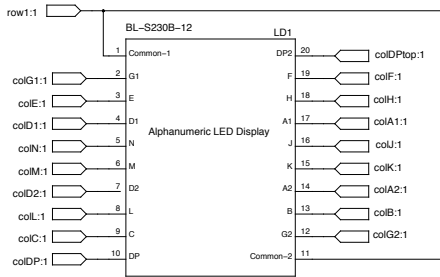 row1:1
BL-S230B-12
LD1
1 Common-1 DP2 20 colDPtop:1
colG1:1 2 G1 F 19 colF:1
colE:1 3 E H 18 colH:1
colD1:1 4 D1 A1 17 colA1:1
Alphanumeric LED Display
colN:1 5 N J 16 colJ:1
colM:1 6 M K 15 colK:1
colD2:1 7 D2 A2 14 colA2:1
colL:1 8 L B 13 colB:1
colC:1 9 C G2 12 colG2:1
colDP:1 10 DP Common-2 11